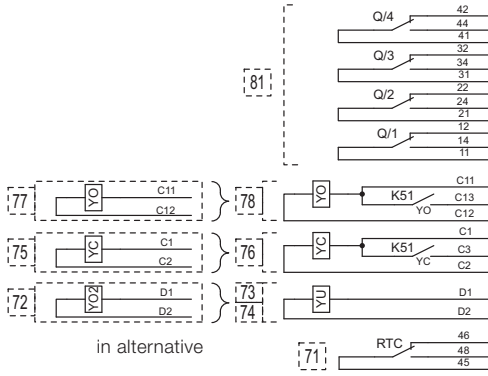 42
Q/4
44
41
32
Q/3
34
31
81
22
Q/2
24
21
12
Q/1
14
11
77
YO
C11
C12
78
YO
C11
K51
C13
YO
C12
75
YC
C1
C2
76
YC
C1
K51
C3
YC
C2
72
YO2
D1
D2
73
74
YU
D1
D2
in alternative
71
RTC
46
48
45